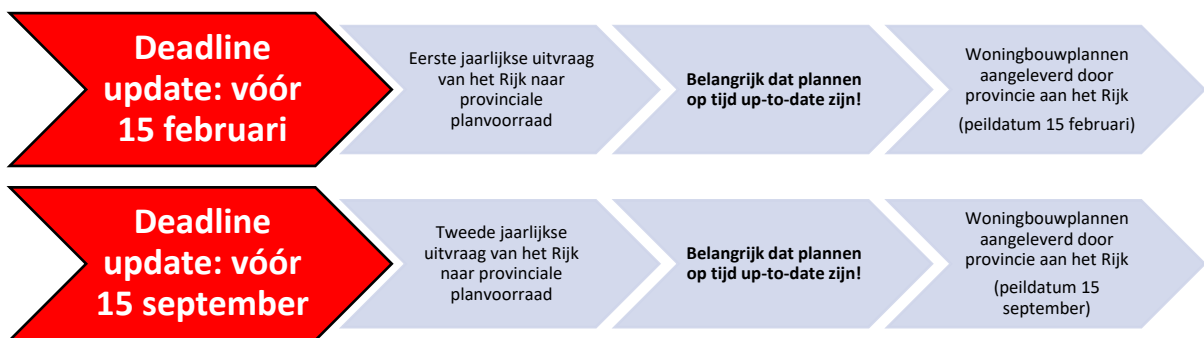 Deadline
update: vóór
15 februari
Eerste jaarlijkse uitvraag
van het Rijk naar
provinciale
planvoorraad
Belangrijk dat plannen
op tijd up-to-date zijn!
Woningbouwplannen
aangeleverd door
provincie aan het Rijk
(peildatum 15 februari)
Deadline
update: vóór
15 september
Tweede jaarlijkse
uitvraag van het Rijk
naar provinciale
planvoorraad
Belangrijk dat plannen
op tijd up-to-date zijn!
Woningbouwplannen
aangeleverd door
provincie aan het Rijk
(peildatum 15
september)